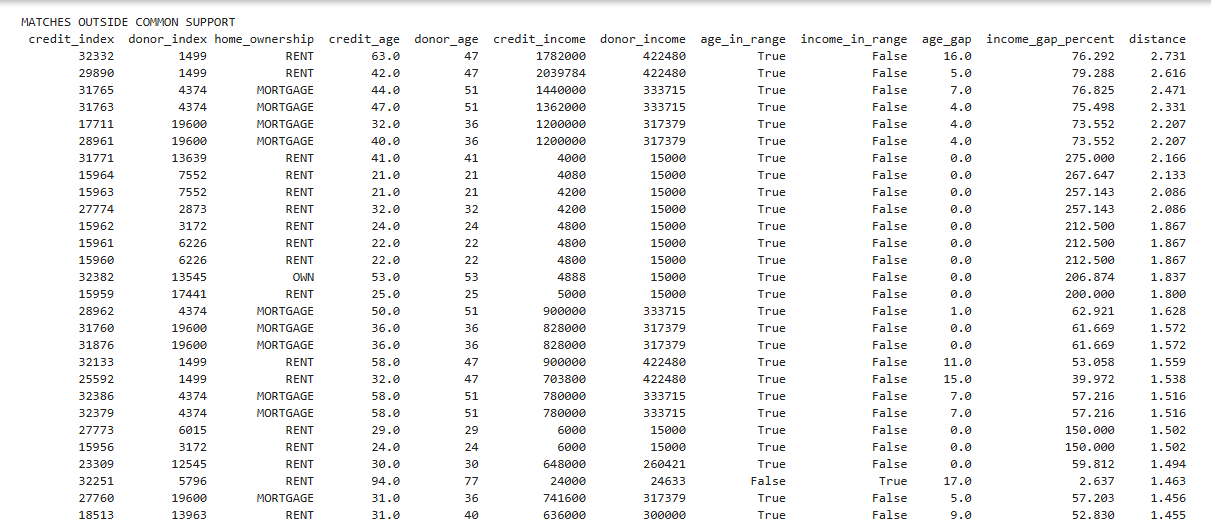 MATCHES OUTSIDE COMMON SUPPORT
credit_index donor_index home_ownership credit_age donor_age credit_income donor_income age_in_range income_in_range age_gap income_gap_percent distance
32332 1499 RENT 63.0 47 1782000 422480 True False 16.0 76.292 2.731
29890 1499 RENT 42.0 47 2039784 422480 True False 5.0 79.288 2.616
31765 4374 MORTGAGE 44.0 51 1440000 333715 True False 7.0 76.825 2.471
31763 4374 MORTGAGE 47.0 51 1362000 333715 True False 4.0 75.498 2.331
17711 19600 MORTGAGE 32.0 36 1200000 317379 True False 4.0 73.552 2.207
28961 19600 MORTGAGE 40.0 36 1200000 317379 True False 4.0 73.552 2.207
31771 13639 RENT 41.0 41 4000 15000 True False 0.0 275.000 2.166
15964 7552 RENT 21.0 21 4080 15000 True False 0.0 267.647 2.133
15963 7552 RENT 21.0 21 4200 15000 True False 0.0 257.143 2.086
27774 2873 RENT 32.0 32 4200 15000 True False 0.0 257.143 2.086
15962 3172 RENT 24.0 24 4800 15000 True False 0.0 212.500 1.867
15961 6226 RENT 22.0 22 4800 15000 True False 0.0 212.500 1.867
15960 6226 RENT 22.0 22 4800 15000 True False 0.0 212.500 1.867
32382 13545 OWN 53.0 53 4888 15000 True False 0.0 206.874 1.837
15959 17441 RENT 25.0 25 5000 15000 True False 0.0 200.000 1.800
28962 4374 MORTGAGE 50.0 51 900000 333715 True False 1.0 62.921 1.628
31760 19600 MORTGAGE 36.0 36 828000 317379 True False 0.0 61.669 1.572
31876 19600 MORTGAGE 36.0 36 828000 317379 True False 0.0 61.669 1.572
32133 1499 RENT 58.0 47 900000 422480 True False 11.0 53.058 1.559
25592 1499 RENT 32.0 47 703800 422480 True False 15.0 39.972 1.538
32386 4374 MORTGAGE 58.0 51 780000 333715 True False 7.0 57.216 1.516
32379 4374 MORTGAGE 58.0 51 780000 333715 True False 7.0 57.216 1.516
27773 6015 RENT 29.0 29 6000 15000 True False 0.0 150.000 1.502
15956 3172 RENT 24.0 24 6000 15000 True False 0.0 150.000 1.502
23309 12545 RENT 30.0 30 648000 260421 True False 0.0 59.812 1.494
32251 5796 RENT 94.0 77 24000 24633 False True 17.0 2.637 1.463
27760 19600 MORTGAGE 31.0 36 741600 317379 True False 5.0 57.203 1.456
18513 13963 RENT 31.0 40 636000 300000 True False 9.0 52.830 1.455